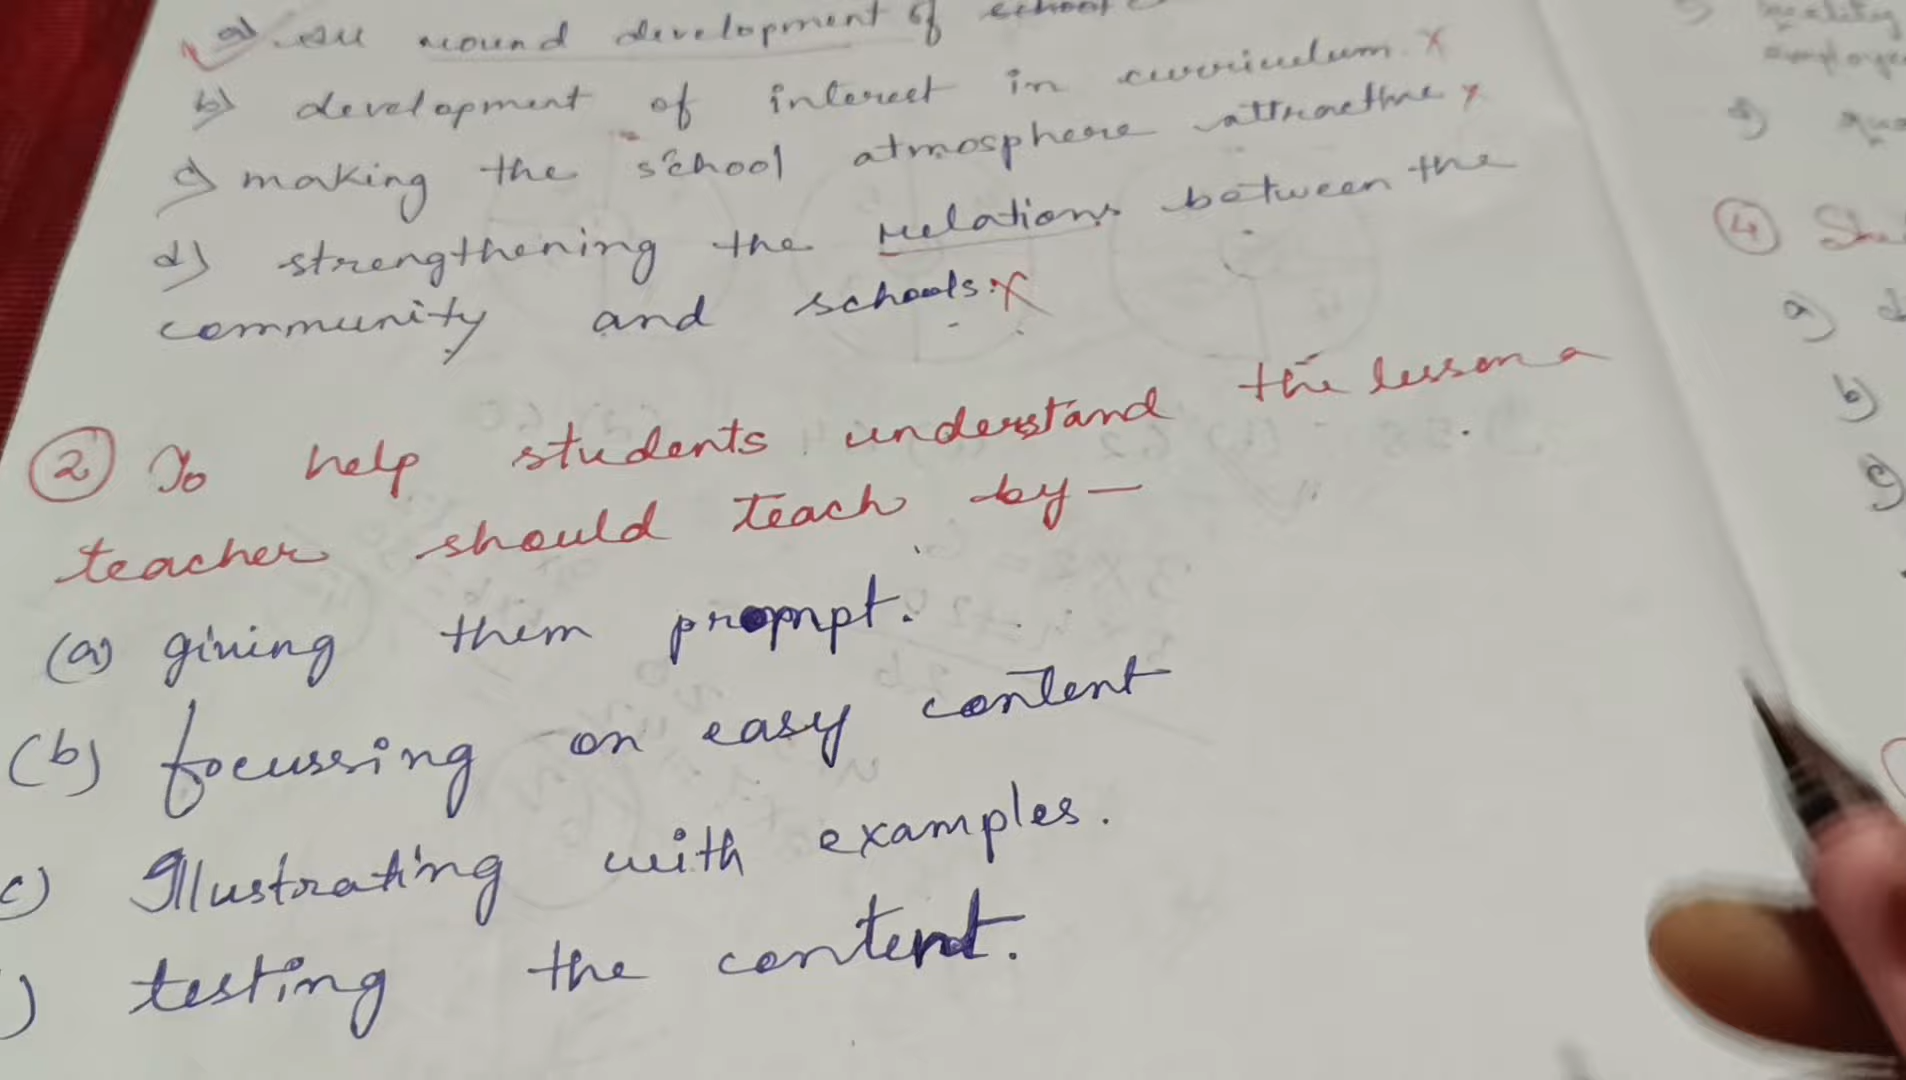 a) All round development of school
b) development of interest in curriculum. x
c) making the school atmosphere attractive x
d) strengthening the relations between the
community and schools. x
2 To help students understand the lesson a
teacher should teach by—
(a) giving them prompt.
(b) focussing on easy content
c) Illustrating with examples.
) testing the content.
4
a)
b)
c)